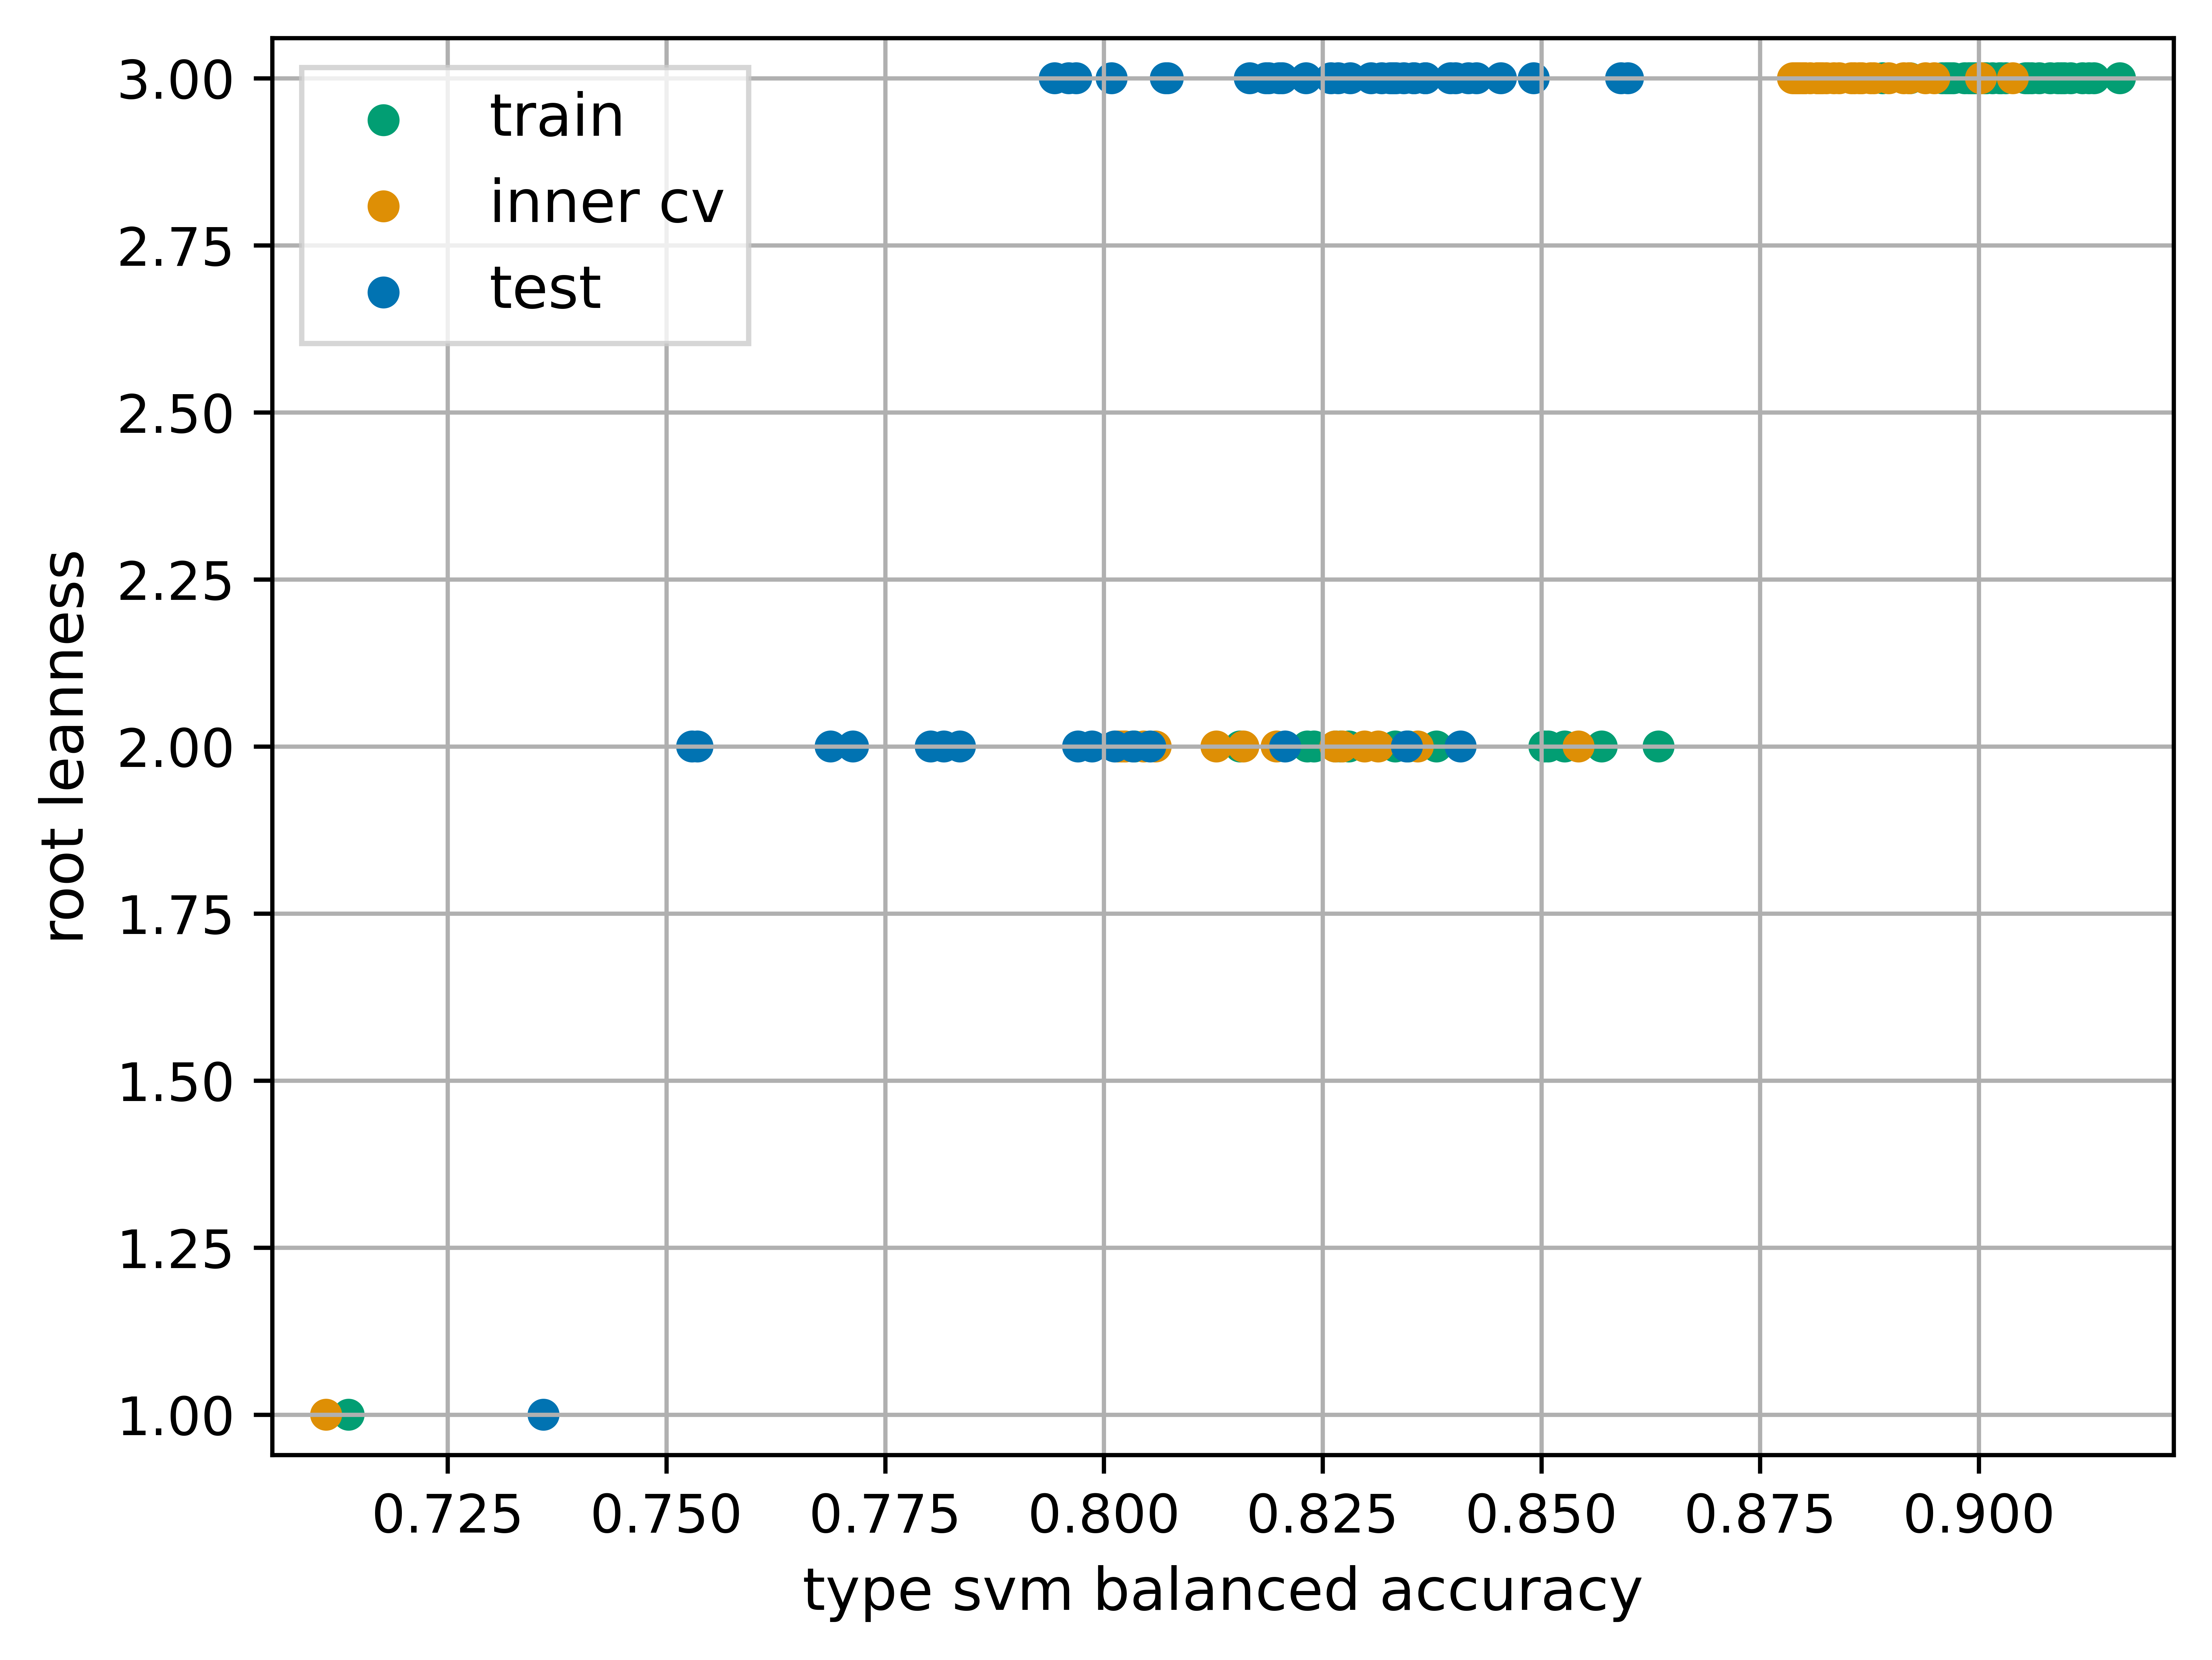 3.00
2.75
2.50
2.25
2.00
1.75
1.50
1.25
1.00
root leanness
train
inner cv
test
0.725 0.750 0.775 0.800 0.825 0.850 0.875 0.900
type svm balanced accuracy